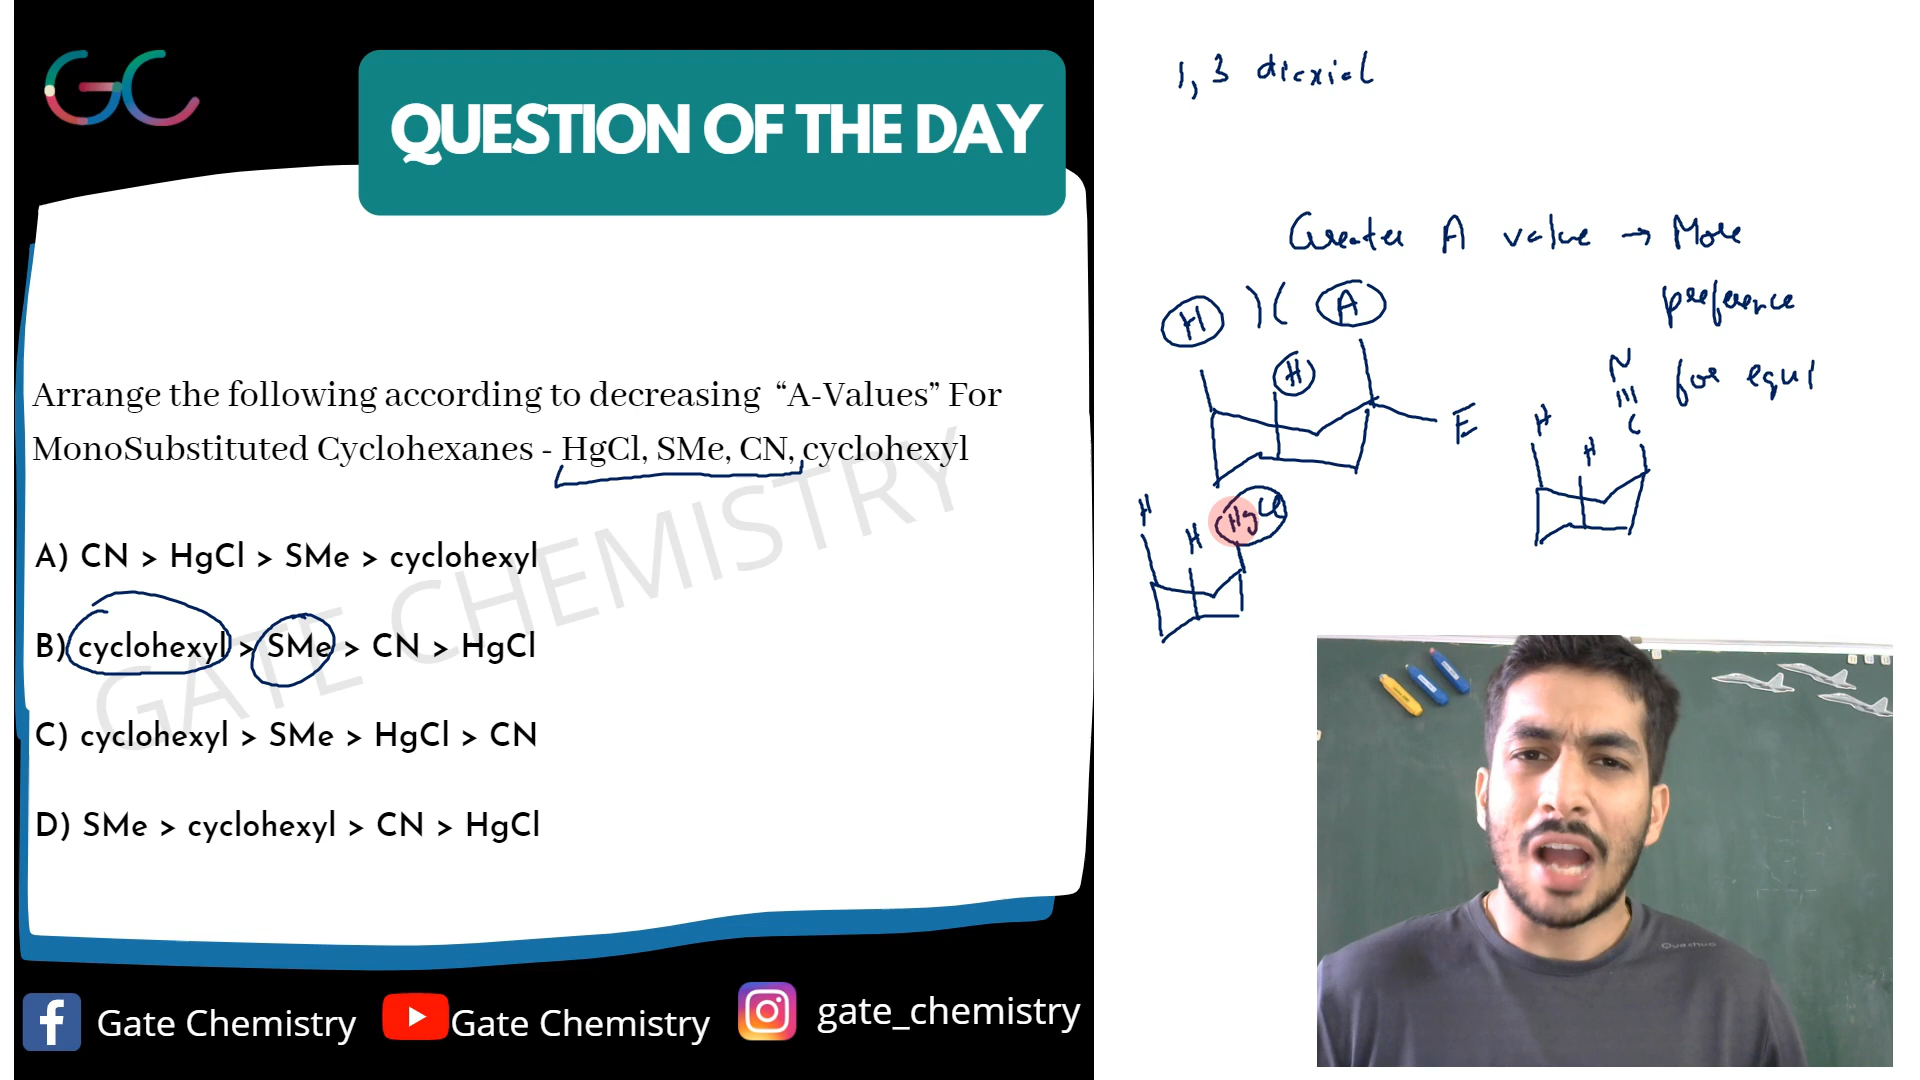 GC
QUESTION OF THE DAY
Arrange the following according to decreasing “A-Values” For
MonoSubstituted Cyclohexanes - HgCl, SMe, CN, cyclohexyl
A) CN > HgCl > SMe > cyclohexyl
B) cyclohexyl > SMe > CN > HgCl
C) cyclohexyl > SMe > HgCl > CN
D) SMe > cyclohexyl > CN > HgCl
GATE CHEMISTRY
Gate Chemistry
Gate Chemistry
gate_chemistry
1,3 diaxial
Greater A value → More
preference
for equi
H
A
H
E
N
C
H
H
H
H
HgCl
Quechua